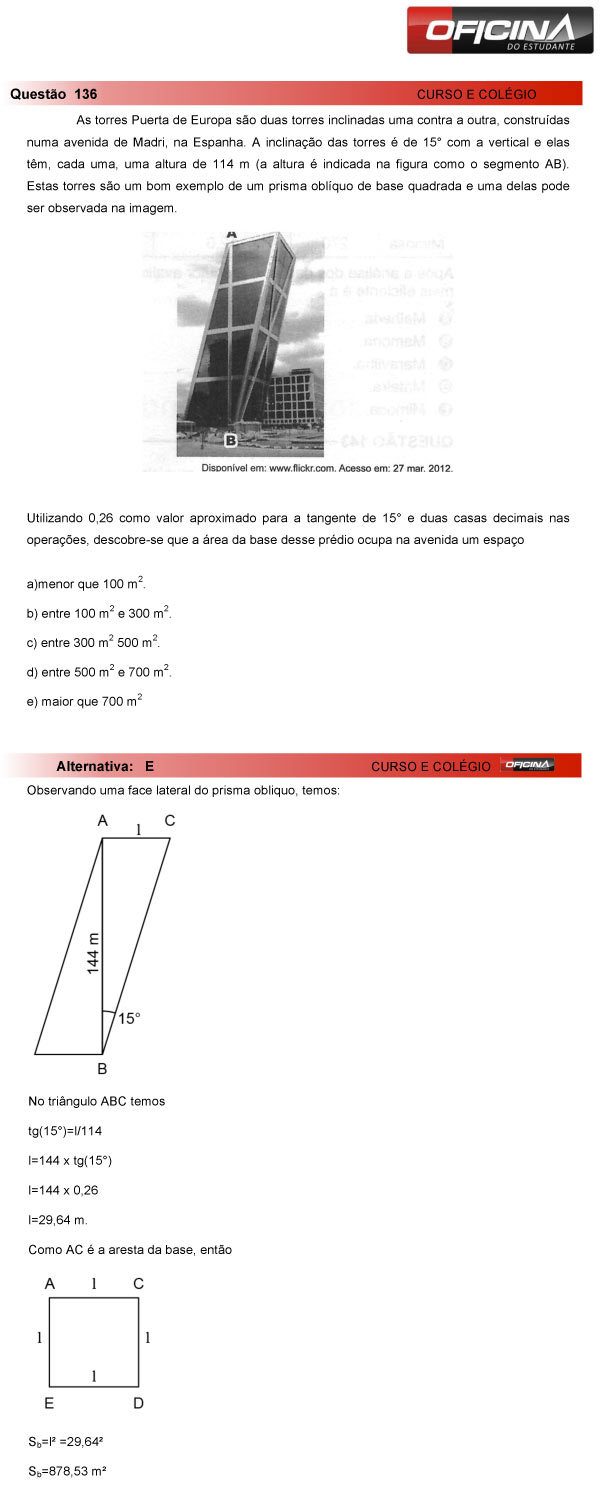 OFICINA
DO ESTUDANTE
Questão 136 CURSO E COLÉGIO
As torres Puerta de Europa são duas torres inclinadas uma contra a outra, construídas
numa avenida de Madri, na Espanha. A inclinação das torres é de 15° com a vertical e elas
têm, cada uma, uma altura de 114 m (a altura é indicada na figura como o segmento AB).
Estas torres são um bom exemplo de um prisma oblíquo de base quadrada e uma delas pode
ser observada na imagem.
A
B
Disponível em: www.flickr.com. Acesso em: 27 mar. 2012.
Utilizando 0,26 como valor aproximado para a tangente de 15° e duas casas decimais nas
operações, descobre-se que a área da base desse prédio ocupa na avenida um espaço
a)menor que 100 m².
b) entre 100 m² e 300 m².
c) entre 300 m² 500 m².
d) entre 500 m² e 700 m².
e) maior que 700 m²
Alternativa: E CURSO E COLÉGIO OFICINA
Observando uma face lateral do prisma obliquo, temos:
A l C
144 m
15°
B
No triângulo ABC temos
tg(15°)=l/114
l=144 x tg(15°)
l=144 x 0,26
l=29,64 m.
Como AC é a aresta da base, então
A l C
l l
l
E D
S_b=l² =29,64²
S_b=878,53 m²